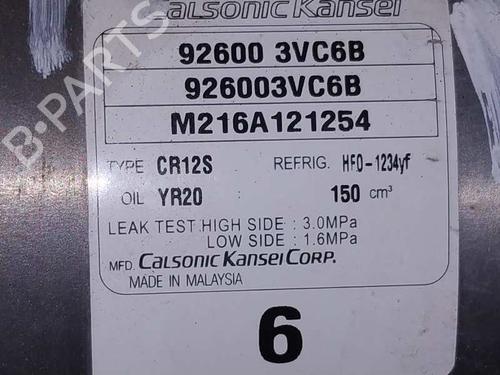 Calsonic Kansei
92600 3VC6B
926003VC6B
M216A121254
TYPE CR12S REFRIG. HFO-1234yf
OIL YR20 150 cm³
LEAK TEST HIGH SIDE : 3.0MPa
LOW SIDE : 1.6MPa
MFD. CALSONIC KANSEI CORP.
MADE IN MALAYSIA
6
B-PARTS